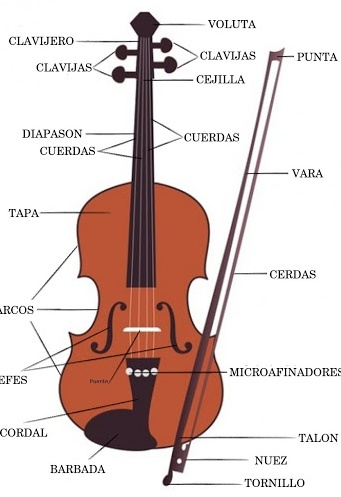 VOLUTA
CLAVIJERO
CLAVIJAS
PUNTA
CLAVIJAS
CEJILLA
DIAPASON
CUERDAS
CUERDAS
VARA
TAPA
CERDAS
ARCOS
MICROAFINADORES
EFES
Puente
CORDAL
TALON
BARBADA
NUEZ
TORNILLO